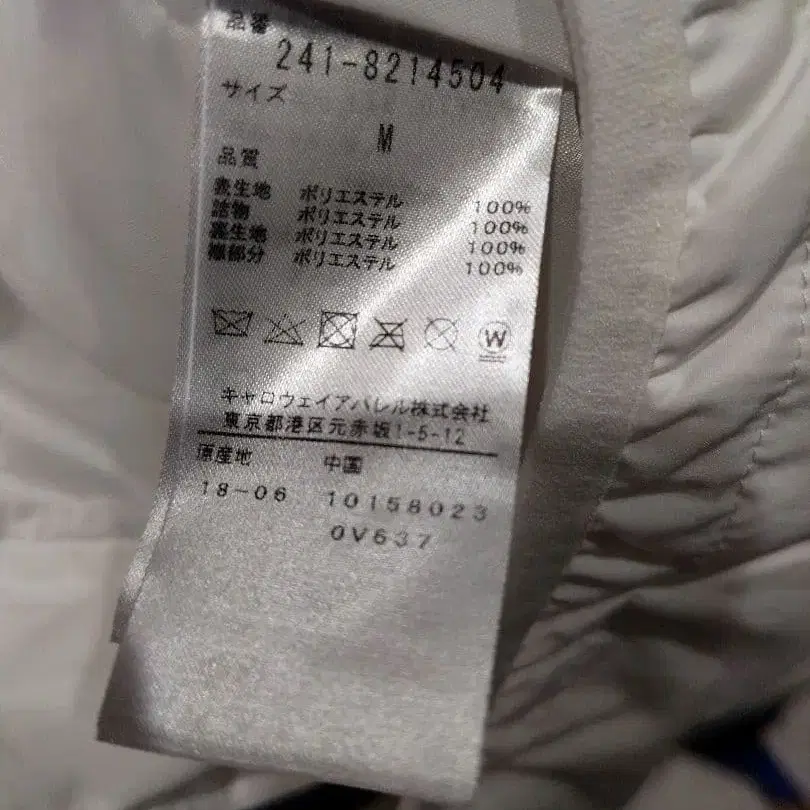 品番
241-8214504
サイズ
M
品質
表生地 ポリエステル 100%
詰物 ポリエステル 100%
裏生地 ポリエステル 100%
別部分 ポリエステル 100%
W
キャロウェイアパレル株式会社
東京都港区元赤坂1-5-12
原産地 中国
18-06 10158023
0V637